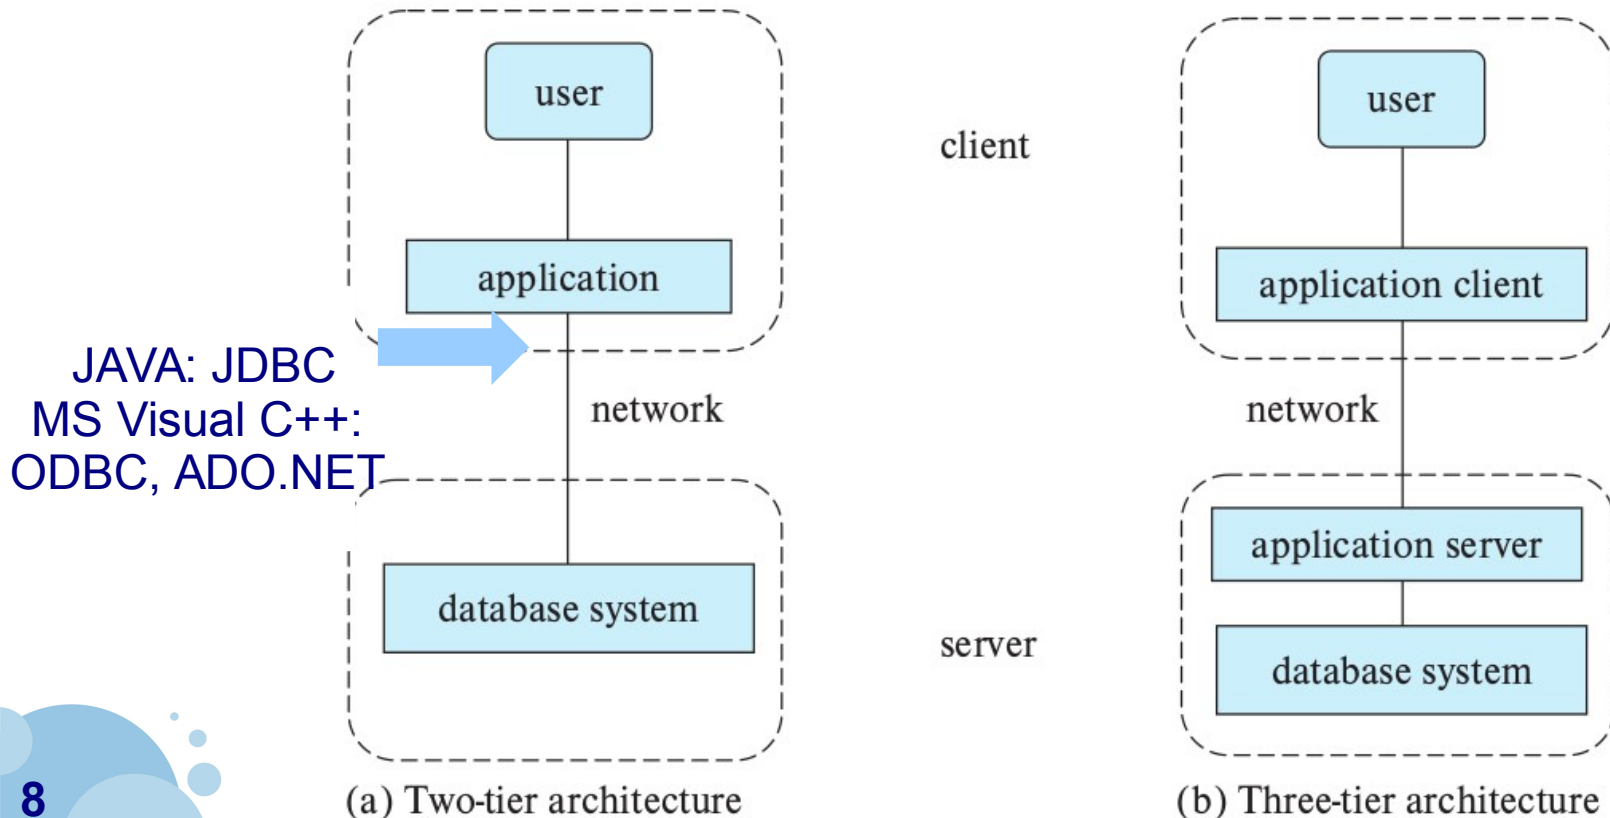 user
application
JAVA: JDBC
MS Visual C++:
ODBC, ADO.NET
network
database system
(a) Two-tier architecture
client
server
user
application client
network
application server
database system
(b) Three-tier architecture
8